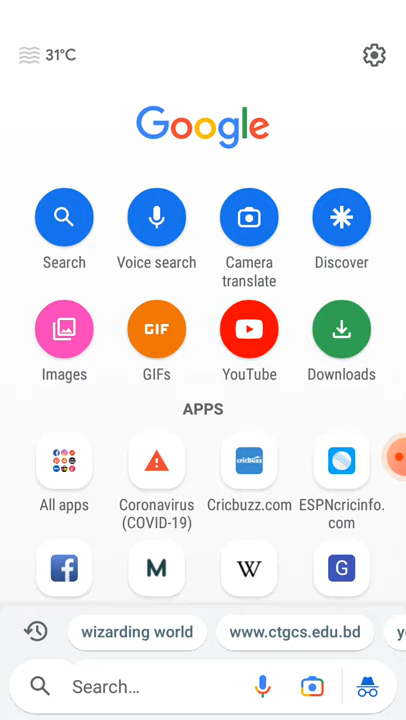 31°C
Google
Search
Voice search
Camera
translate
Discover
GIF
Images
GIFs
YouTube
Downloads
APPS
cricbuzz
All apps
Coronavirus
(COVID-19)
Cricbuzz.com
ESPNcricinfo.
com
f
M
W
G
wizarding world
www.ctgcs.edu.bd
Search...